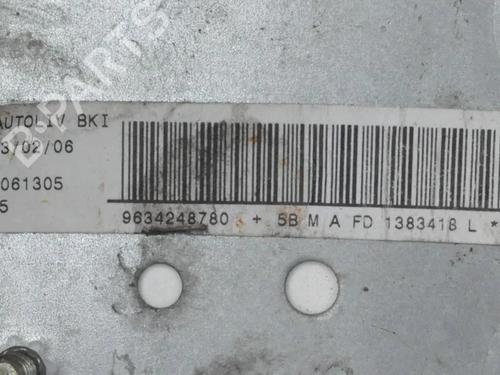 AUTOLIV BKI
3/02/06
061305
5
9634248780 + 5B M A FD 1383418 L *
B-PARTS